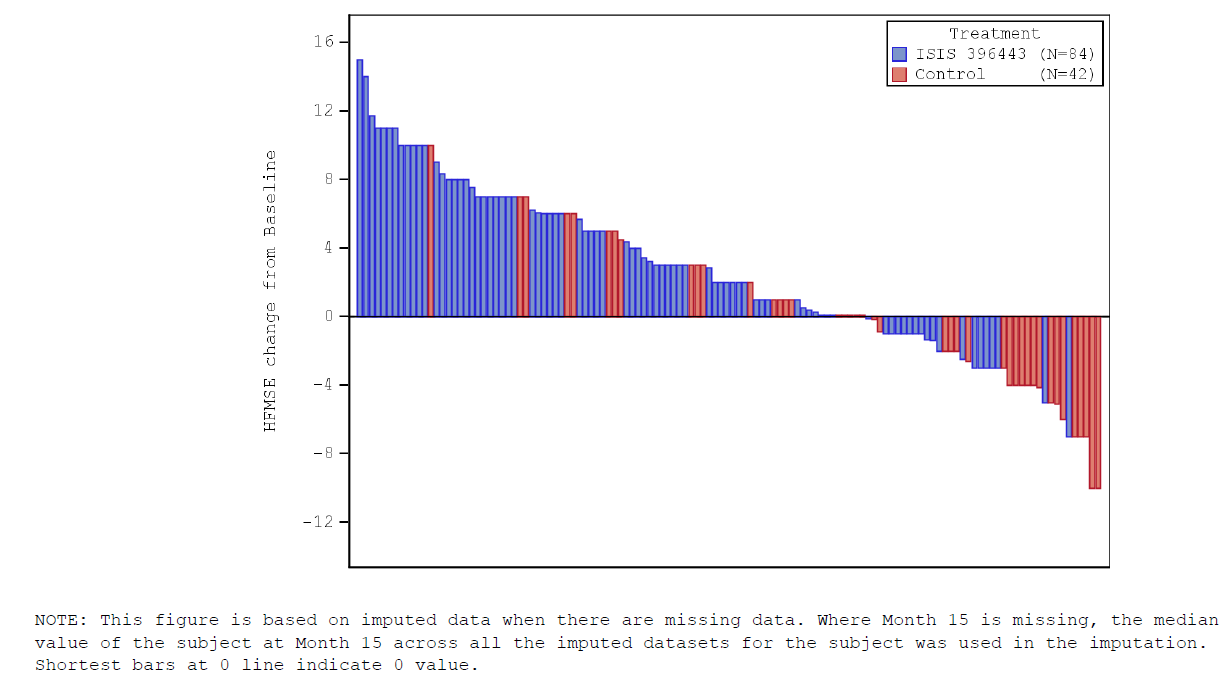 Treatment
ISIS 396443 (N=84)
Control (N=42)
HFMSE change from Baseline
16
12
8
4
0
-4
-8
-12
NOTE: This figure is based on imputed data when there are missing data. Where Month 15 is missing, the median
value of the subject at Month 15 across all the imputed datasets for the subject was used in the imputation.
Shortest bars at 0 line indicate 0 value.